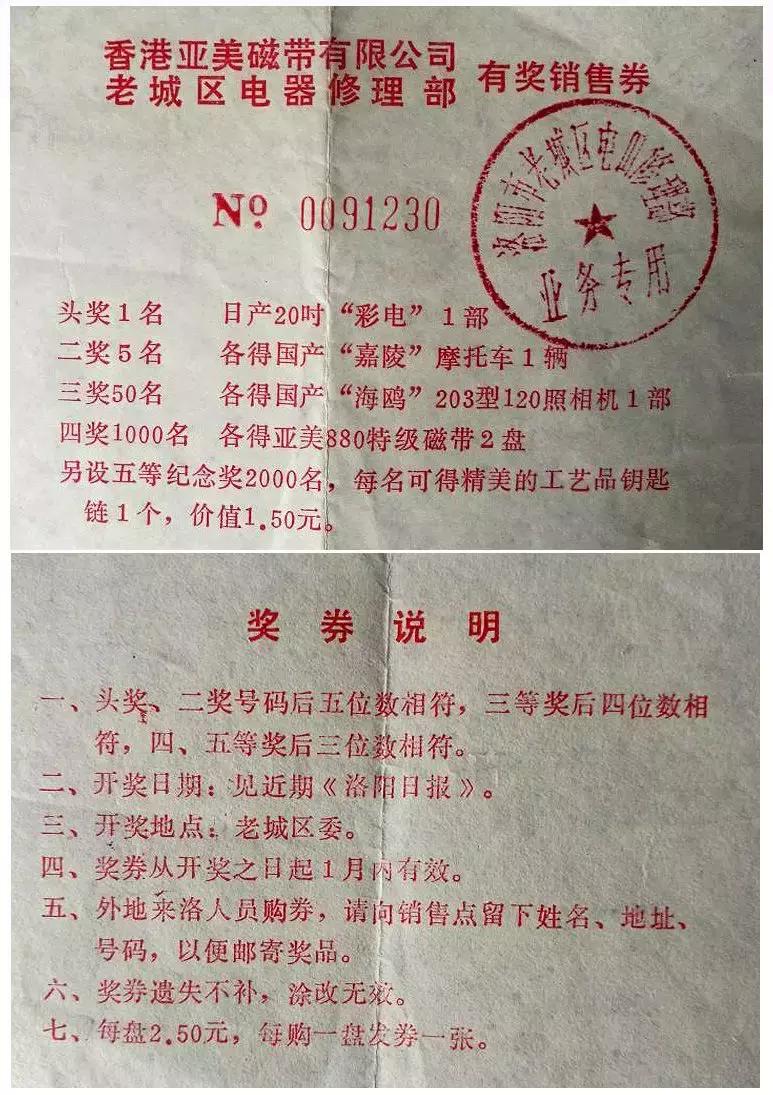 香港亚美磁带有限公司
老城区电器修理部
有奖销售券
洛阳市老城区电器修理部
业务专用
Nº 0091230
头奖1名 日产20吋“彩电”1部
二奖5名 各得国产“嘉陵”摩托车1辆
三奖50名 各得国产“海鸥”203型120照相机1部
四奖1000名 各得亚美880特级磁带2盘
另设五等纪念奖2000名，每名可得精美的工艺品钥匙
链1个，价值1.50元。
奖券说明
一、头奖、二奖号码后五位数相符，三等奖后四位数相
符，四、五等奖后三位数相符。
二、开奖日期：见近期《洛阳日报》。
三、开奖地点：老城区委。
四、奖券从开奖之日起1月内有效。
五、外地来洛人员购券，请向销售点留下姓名、地址、
号码，以便邮寄奖品。
六、奖券遗失不补，涂改无效。
七、每盘2.50元，每购一盘发券一张。